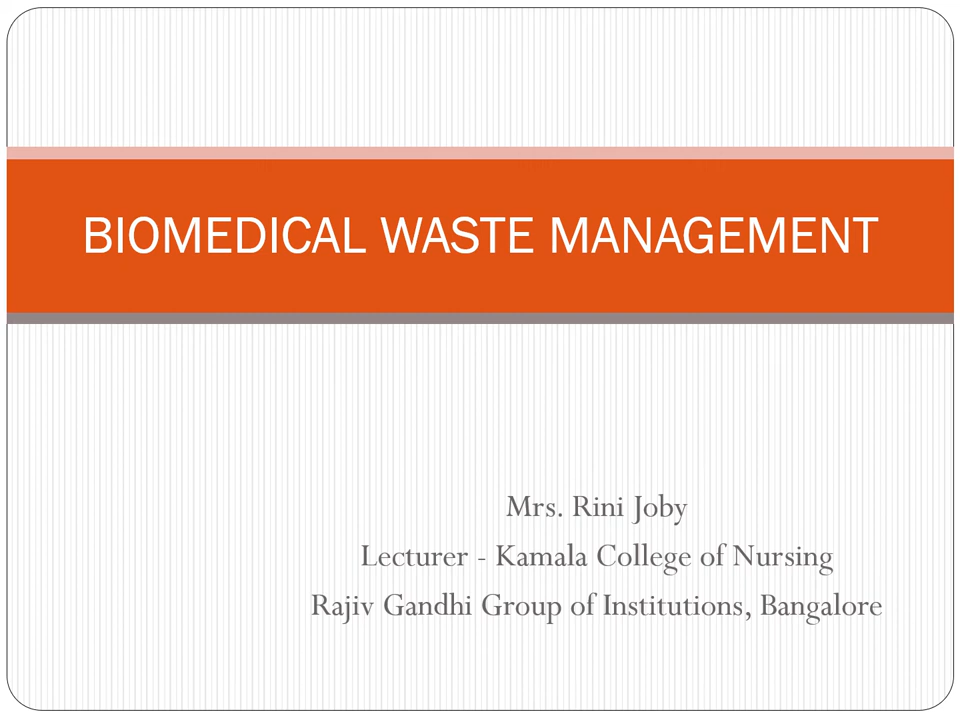 BIOMEDICAL WASTE MANAGEMENT
Mrs. Rini Joby
Lecturer - Kamala College of Nursing
Rajiv Gandhi Group of Institutions, Bangalore